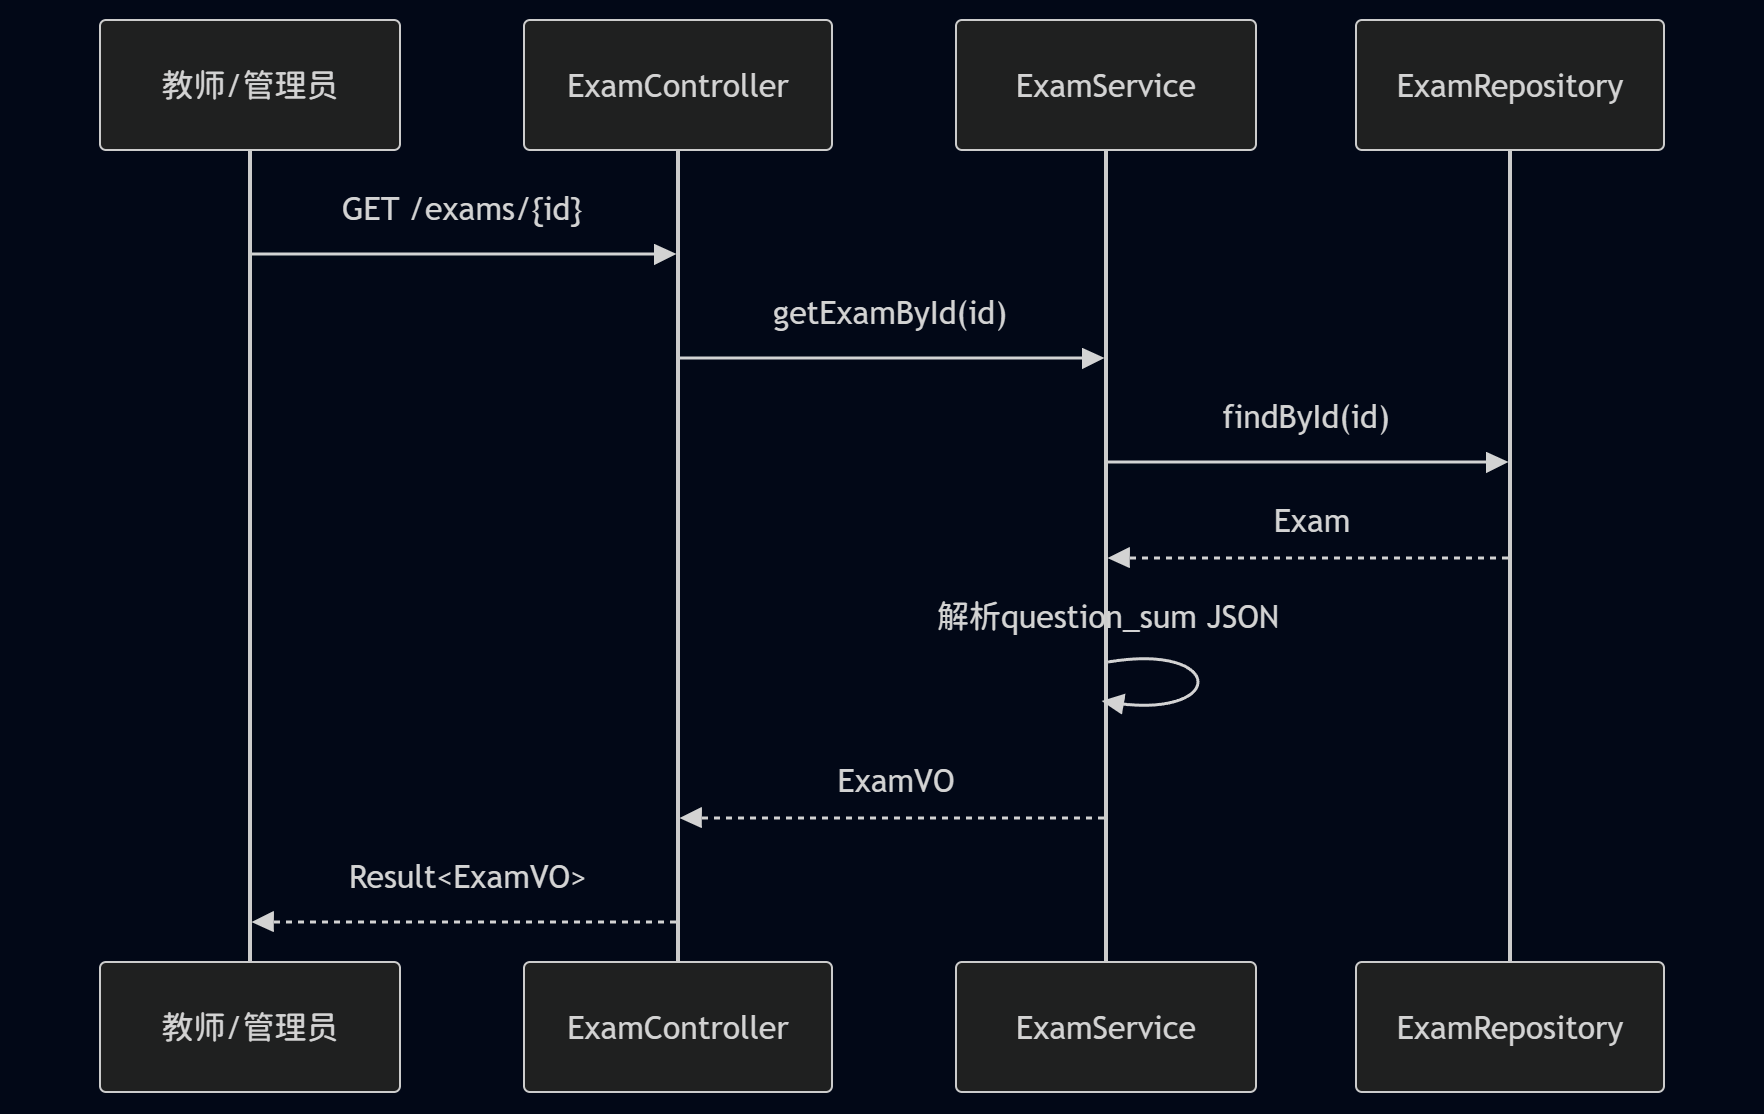 教师/管理员
ExamController
ExamService
ExamRepository
GET /exams/{id}
getExamById(id)
findById(id)
Exam
解析question_sum JSON
ExamVO
Result<ExamVO>
教师/管理员
ExamController
ExamService
ExamRepository